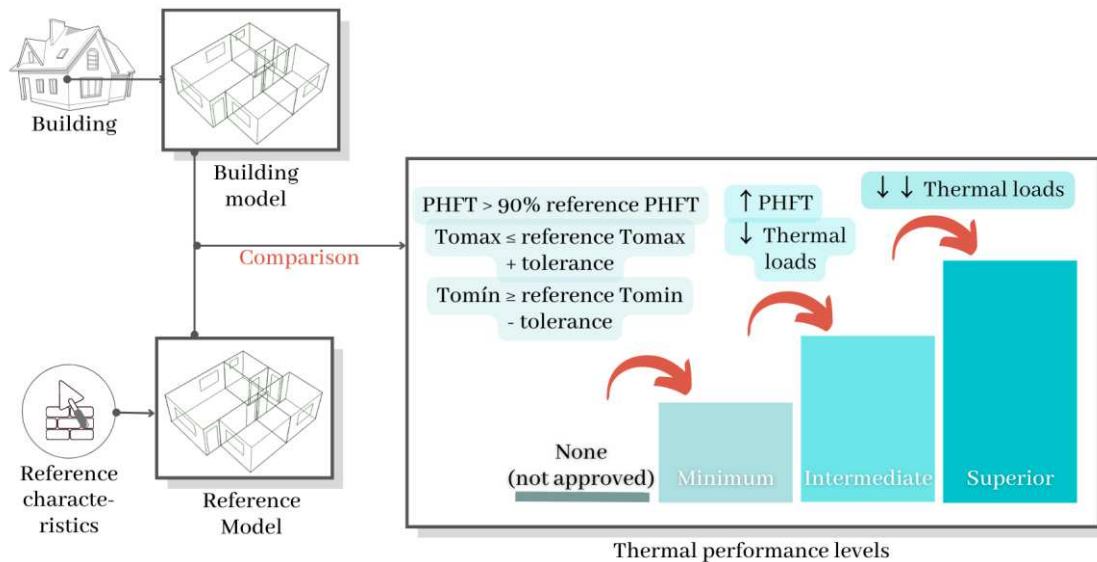 Building
Building
model
Comparison
Reference
characte-
ristics
Reference
Model
PHFT > 90% reference PHFT
Tomax ≤ reference Tomax
+ tolerance
Tomín ≥ reference Tomin
- tolerance
↑ PHFT
↓ Thermal
loads
↓ ↓ Thermal loads
None
(not approved)
Minimum
Intermediate
Superior
Thermal performance levels